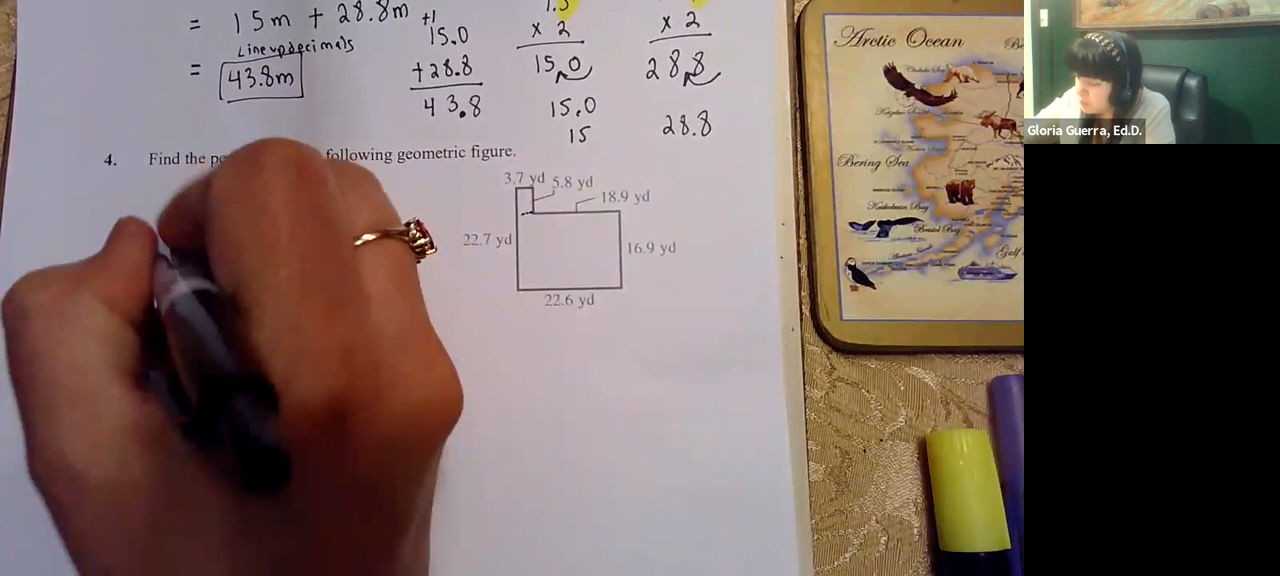 = 15m + 28.8m
Line up decimals
= 43.8m
+1
15.0
+28.8
43.8
x 2
15.0
15.0
15
x 2
28.8
28.8
4. Find the following geometric figure.
3.7 yd 5.8 yd
18.9 yd
22.7 yd
16.9 yd
22.6 yd
Arctic Ocean
Bering Sea
Bristol Bay
Gulf
Gloria Guerra, Ed.D.